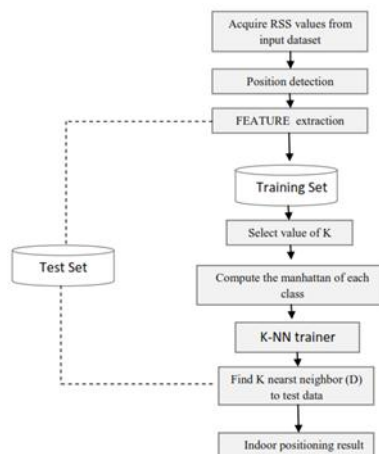 Acquire RSS values from
input dataset
Position detection
FEATURE extraction
Training Set
Select value of K
Test Set
Compute the manhattan of each
class
K-NN trainer
Find K nearst neighbor (D)
to test data
Indoor positioning result